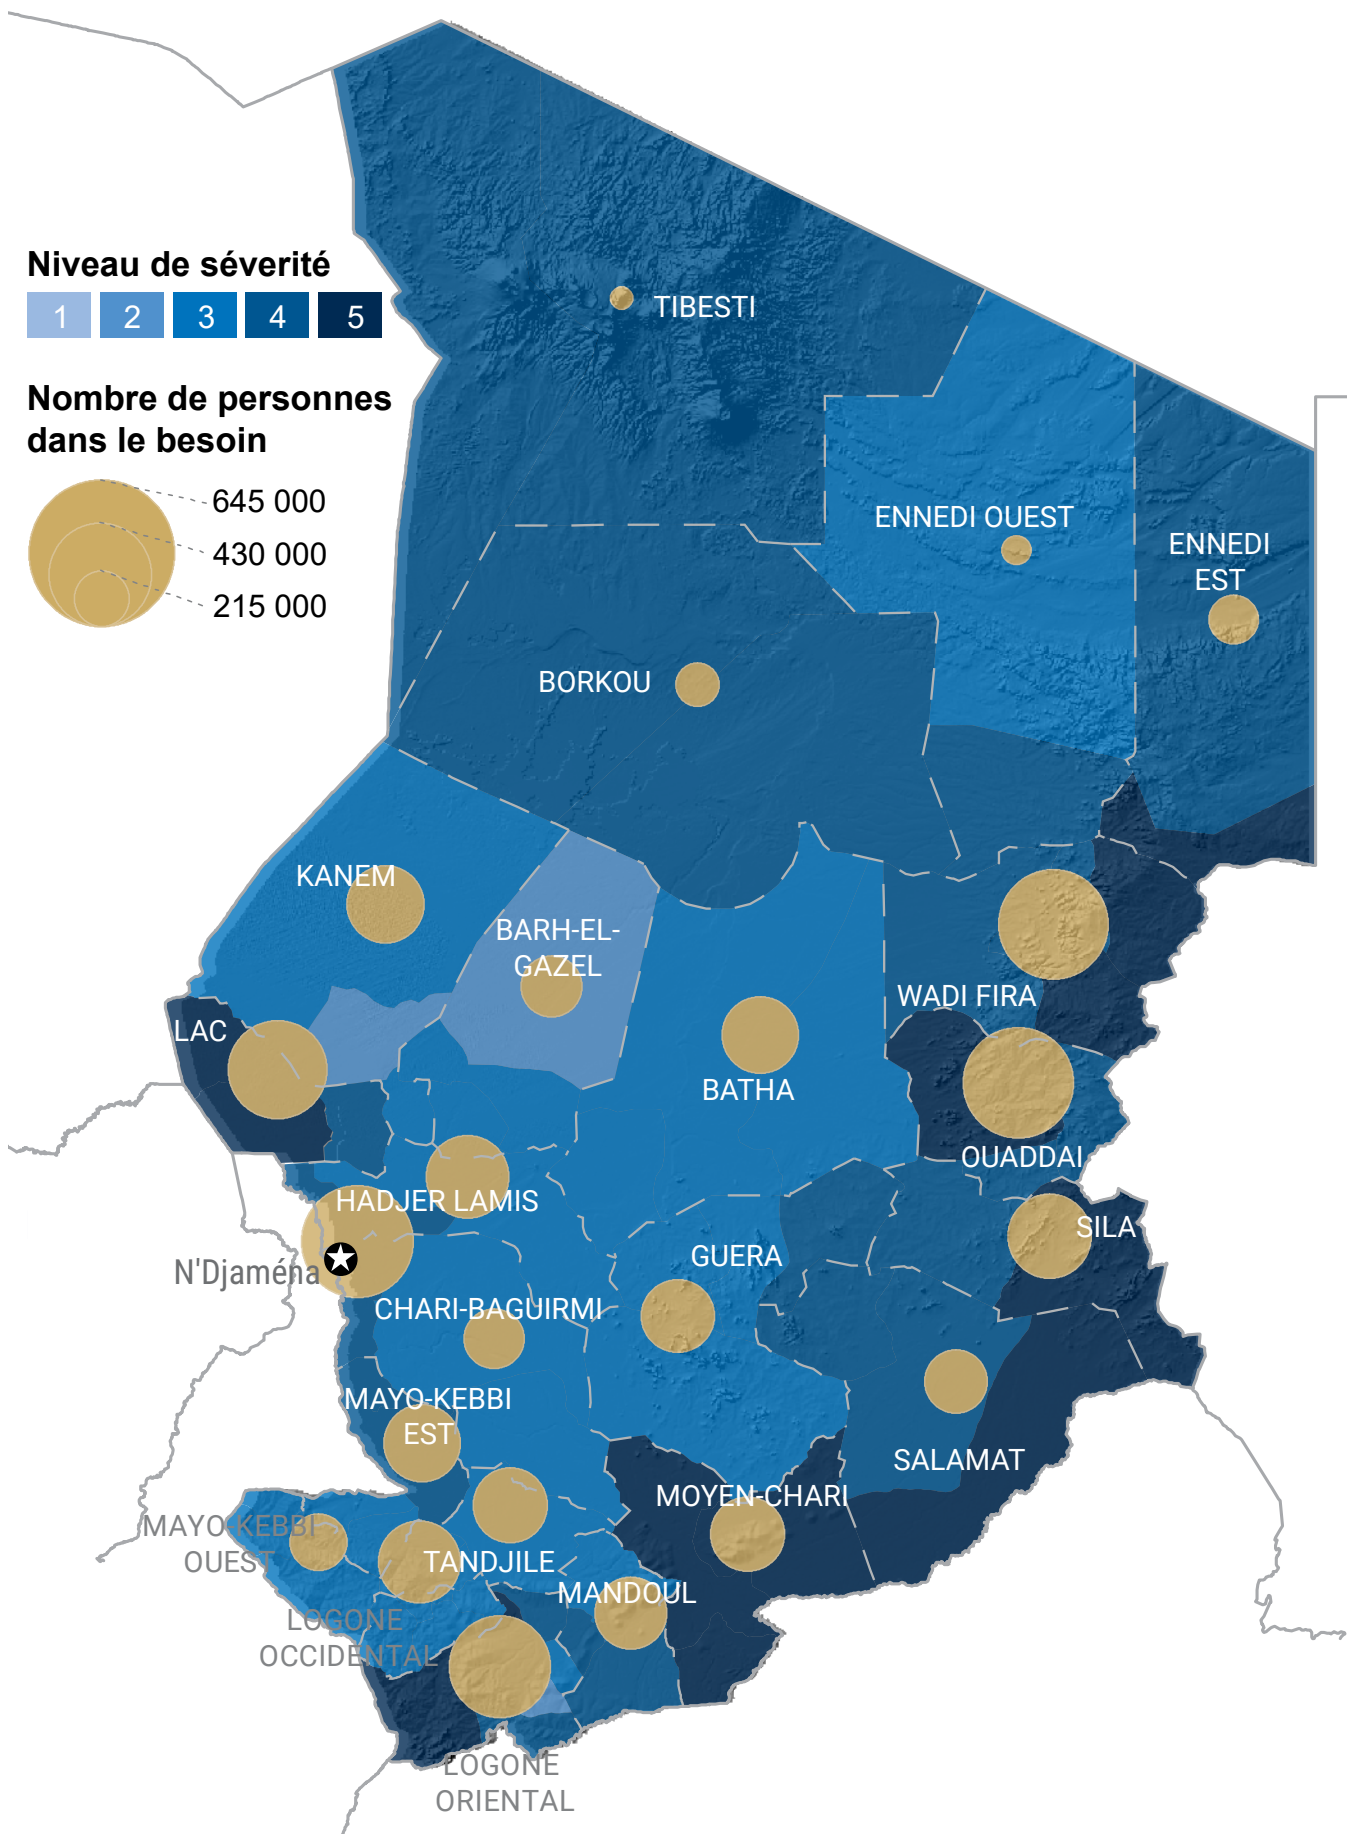 Niveau de séverité
1 2 3 4 5
Nombre de personnes
dans le besoin
645 000
430 000
215 000
TIBESTI
ENNEDI OUEST
ENNEDI
EST
BORKOU
KANEM
BARH-EL-
GAZEL
WADI FIRA
LAC
BATHA
OUADDAI
HADJER LAMIS
SILA
GUERA
N'Djaména
CHARI-BAGUIRMI
MAYO-KEBBI
EST
SALAMAT
MOYEN-CHARI
MAYO-KEBBI
OUEST
TANDJILE
MANDOUL
LOGONE
OCCIDENTAL
LOGONE
ORIENTAL